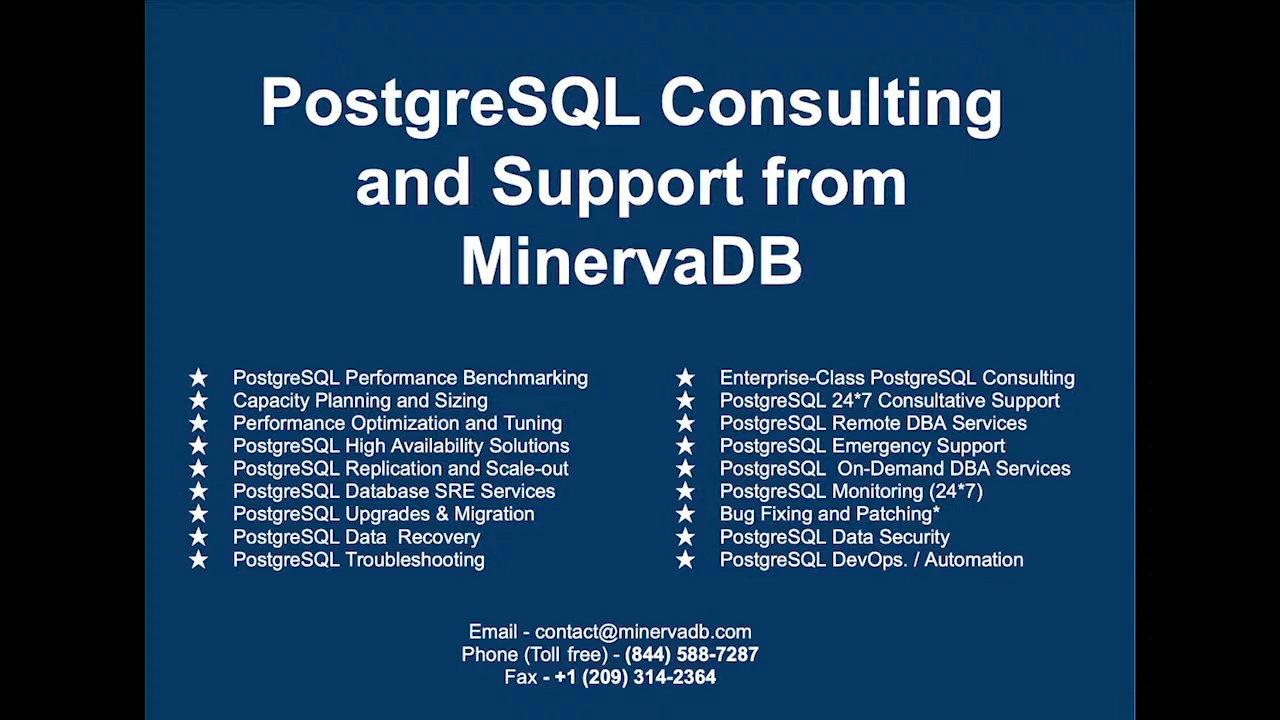 PostgreSQL Consulting
and Support from
MinervaDB
★ PostgreSQL Performance Benchmarking
★ Capacity Planning and Sizing
★ Performance Optimization and Tuning
★ PostgreSQL High Availability Solutions
★ PostgreSQL Replication and Scale-out
★ PostgreSQL Database SRE Services
★ PostgreSQL Upgrades & Migration
★ PostgreSQL Data  Recovery
★ PostgreSQL Troubleshooting
★ Enterprise-Class PostgreSQL Consulting
★ PostgreSQL 24*7 Consultative Support
★ PostgreSQL Remote DBA Services
★ PostgreSQL Emergency Support
★ PostgreSQL  On-Demand DBA Services
★ PostgreSQL Monitoring (24*7)
★ Bug Fixing and Patching*
★ PostgreSQL Data Security
★ PostgreSQL DevOps. / Automation
Email - contact@minervadb.com
Phone (Toll free) - (844) 588-7287
Fax - +1 (209) 314-2364